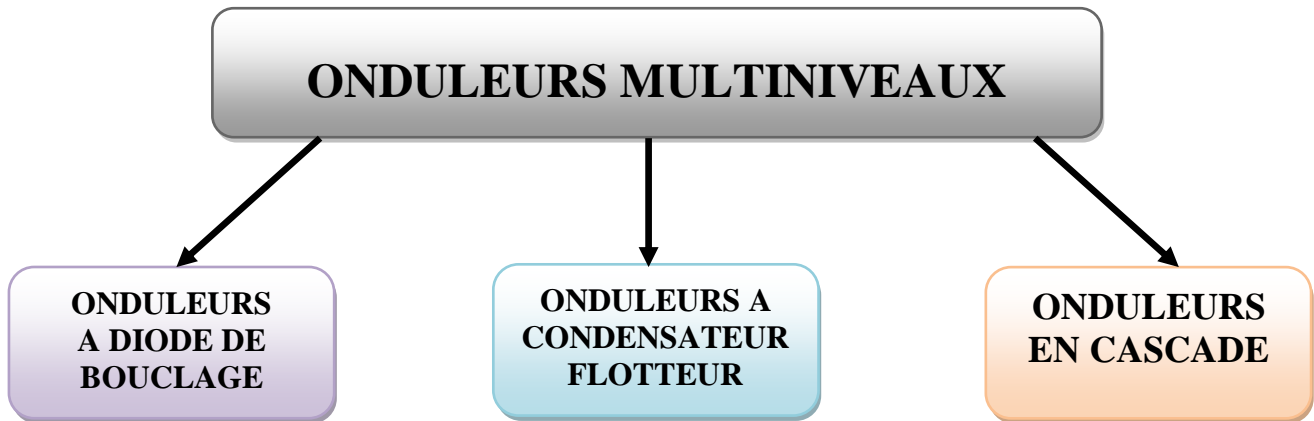 ONDULEURS MULTINIVEAUX
ONDULEURS
A DIODE DE
BOUCLAGE
ONDULEURS A
CONDENSATEUR
FLOTTEUR
ONDULEURS
EN CASCADE